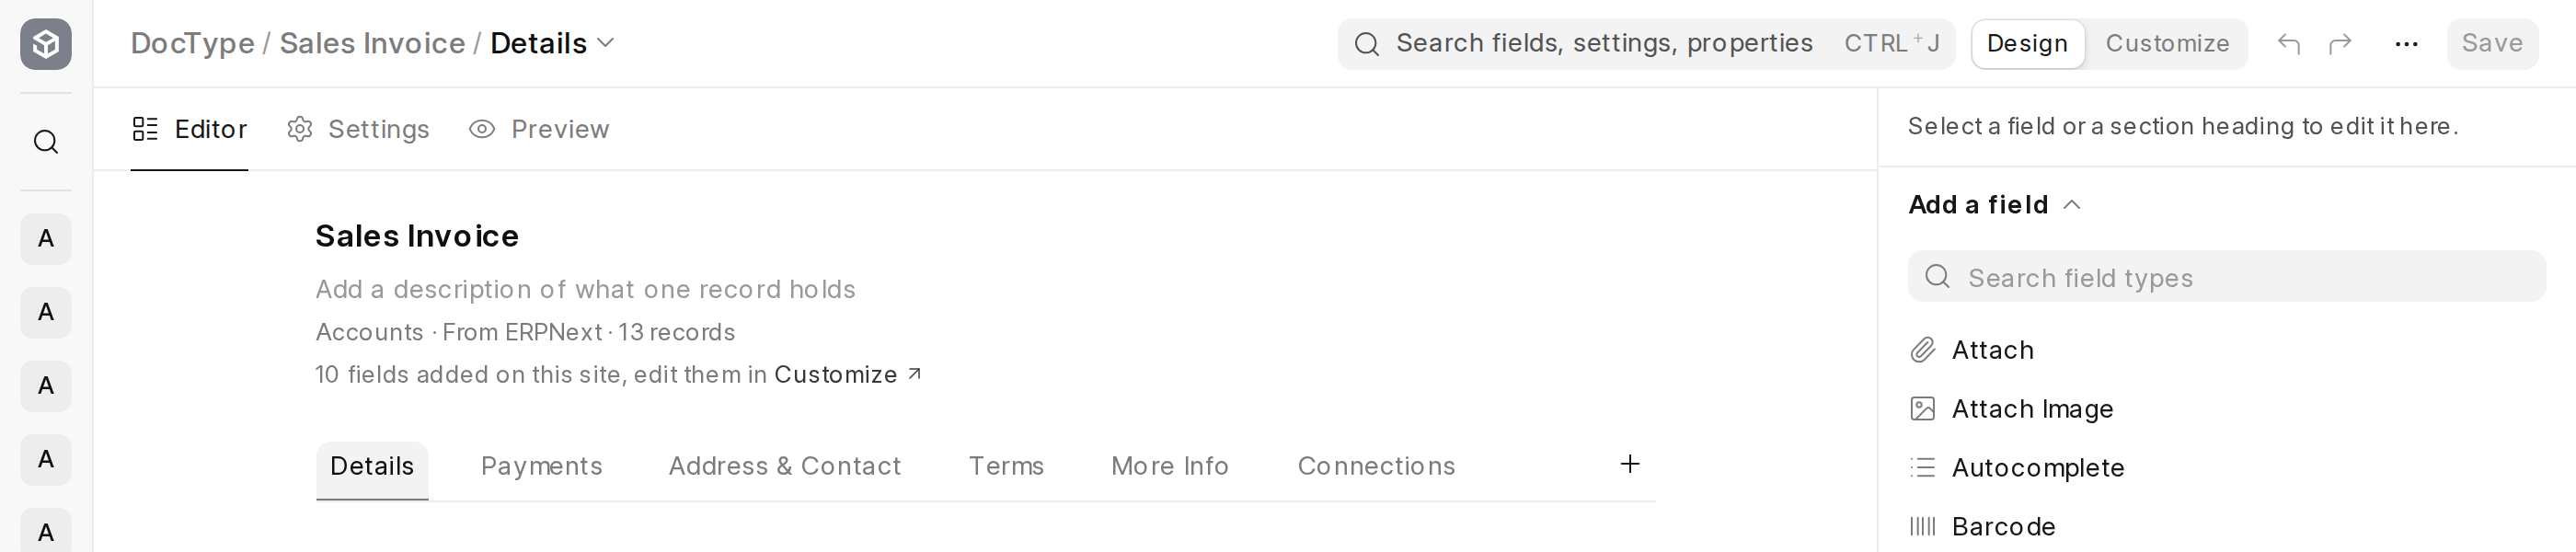 DocType / Sales Invoice / Details
Search fields, settings, properties CTRL+J
Design Customize
Save
Editor Settings Preview
Select a field or a section heading to edit it here.
Add a field
Search field types
Attach
Attach Image
Autocomplete
Barcode
Sales Invoice
Add a description of what one record holds
Accounts · From ERPNext · 13 records
10 fields added on this site, edit them in Customize ↗
Details Payments Address & Contact Terms More Info Connections +
A
A
A
A
A